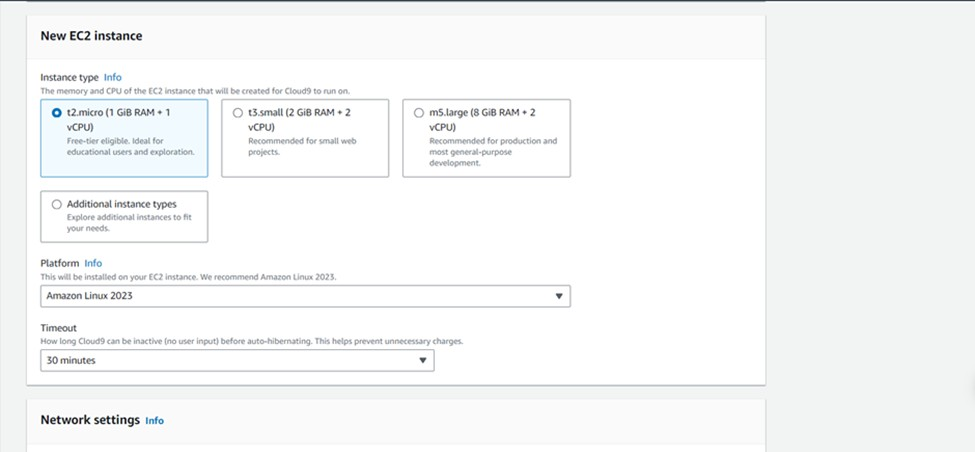 New EC2 instance
Instance type Info
The memory and CPU of the EC2 instance that will be created for Cloud9 to run on.
t2.micro (1 GiB RAM + 1
vCPU)
Free-tier eligible. Ideal for
educational users and exploration.
t3.small (2 GiB RAM + 2
vCPU)
Recommended for small web
projects.
m5.large (8 GiB RAM + 2
vCPU)
Recommended for production and
most general-purpose
development.
Additional instance types
Explore additional instances to fit
your needs.
Platform Info
This will be installed on your EC2 instance. We recommend Amazon Linux 2023.
Amazon Linux 2023
Timeout
How long Cloud9 can be inactive (no user input) before auto-hibernating. This helps prevent unnecessary charges.
30 minutes
Network settings Info